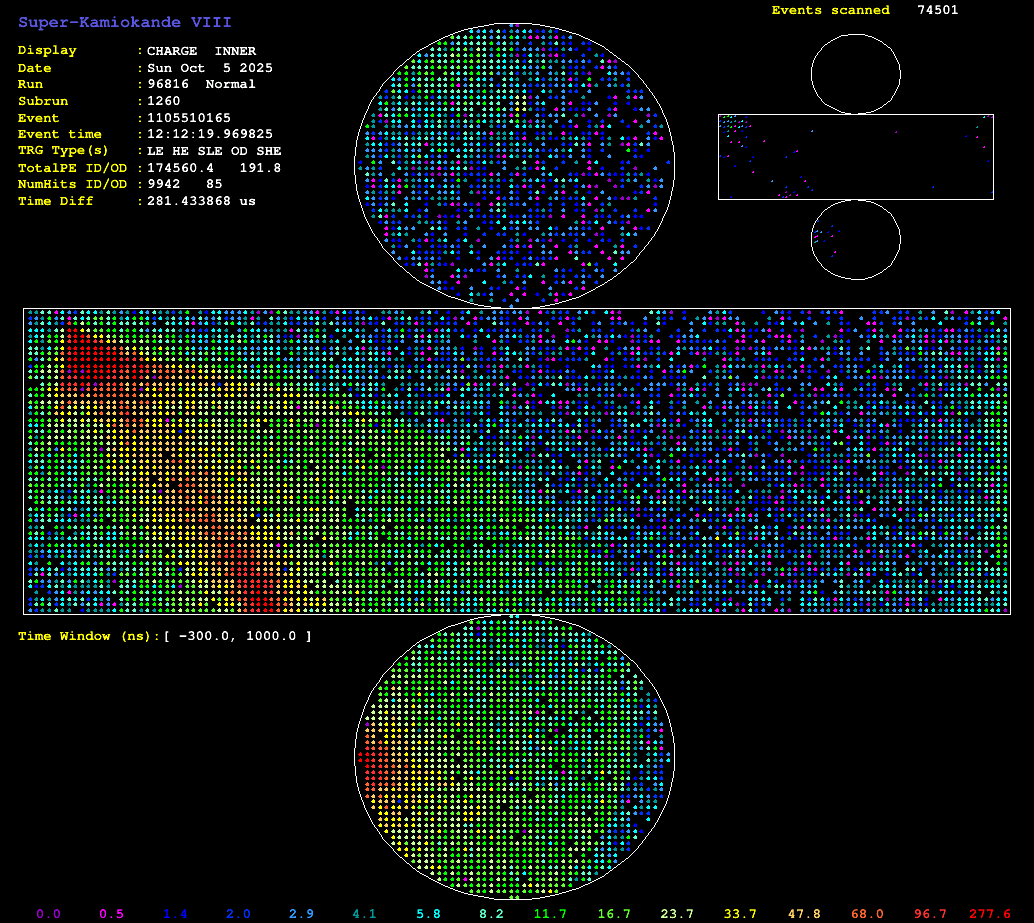 Super-Kamiokande VIII
Events scanned 74501
Display : CHARGE INNER
Date : Sun Oct 5 2025
Run : 96816 Normal
Subrun : 1260
Event : 1105510165
Event time : 12:12:19.969825
TRG Type(s) : LE HE SLE OD SHE
TotalPE ID/OD : 174560.4 191.8
NumHits ID/OD : 9942 85
Time Diff : 281.433868 us
Time Window (ns):[ -300.0, 1000.0 ]
0.0 0.5 1.4 2.0 2.9 4.1 5.8 8.2 11.7 16.7 23.7 33.7 47.8 68.0 96.7 277.6